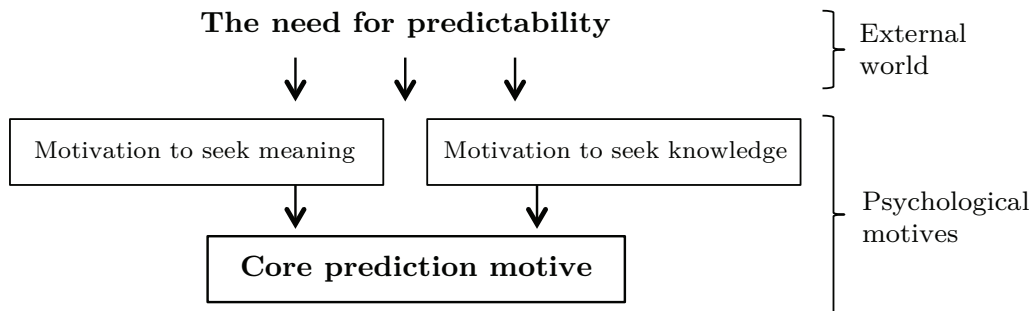 The need for predictability
External
world
Motivation to seek meaning
Motivation to seek knowledge
Psychological
motives
Core prediction motive